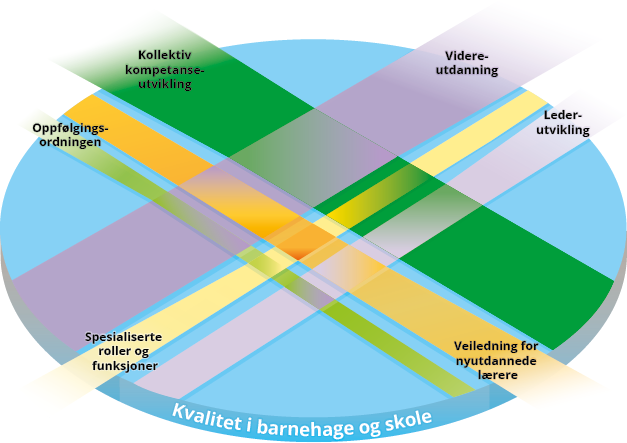 Kollektiv
kompetanse-
utvikling
Videre-
utdanning
Oppfølgings-
ordningen
Leder-
utvikling
Spesialiserte
roller og
funksjoner
Veiledning for
nyutdannede
lærere
Kvalitet i barnehage og skole